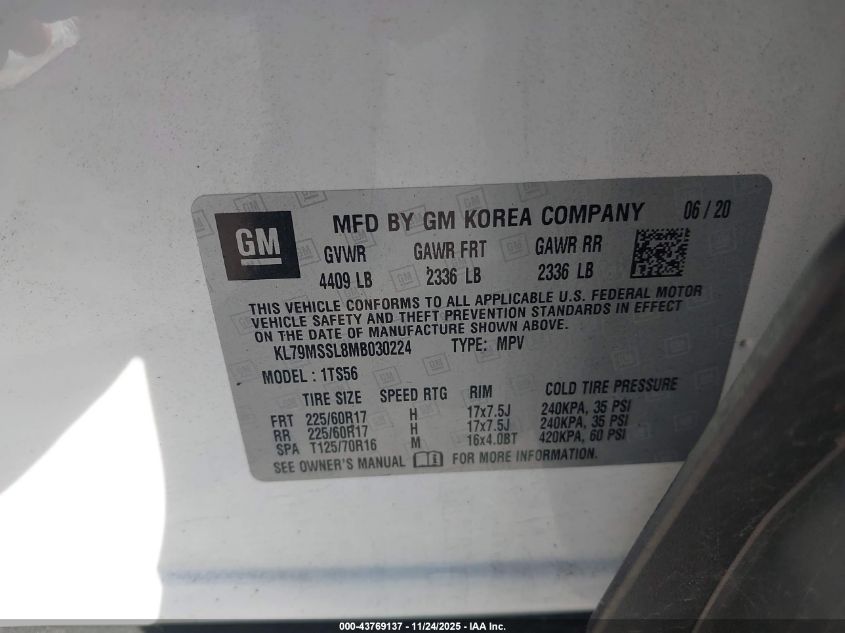 GM
MFD BY GM KOREA COMPANY 06 / 20
GVWR GAWR FRT GAWR RR
4409 LB 2336 LB 2336 LB
THIS VEHICLE CONFORMS TO ALL APPLICABLE U.S. FEDERAL MOTOR
VEHICLE SAFETY AND THEFT PREVENTION STANDARDS IN EFFECT
ON THE DATE OF MANUFACTURE SHOWN ABOVE.
KL79MSSL8MB030224 TYPE: MPV
MODEL : 1TS56
TIRE SIZE SPEED RTG RIM COLD TIRE PRESSURE
FRT 225/60R17 H 17x7.5J 240KPA, 35 PSI
RR 225/60R17 H 17x7.5J 240KPA, 35 PSI
SPA T125/70R16 M 16x4.0BT 420KPA, 60 PSI
SEE OWNER'S MANUAL FOR MORE INFORMATION.
000-43769137 - 11/24/2025 - IAA Inc.